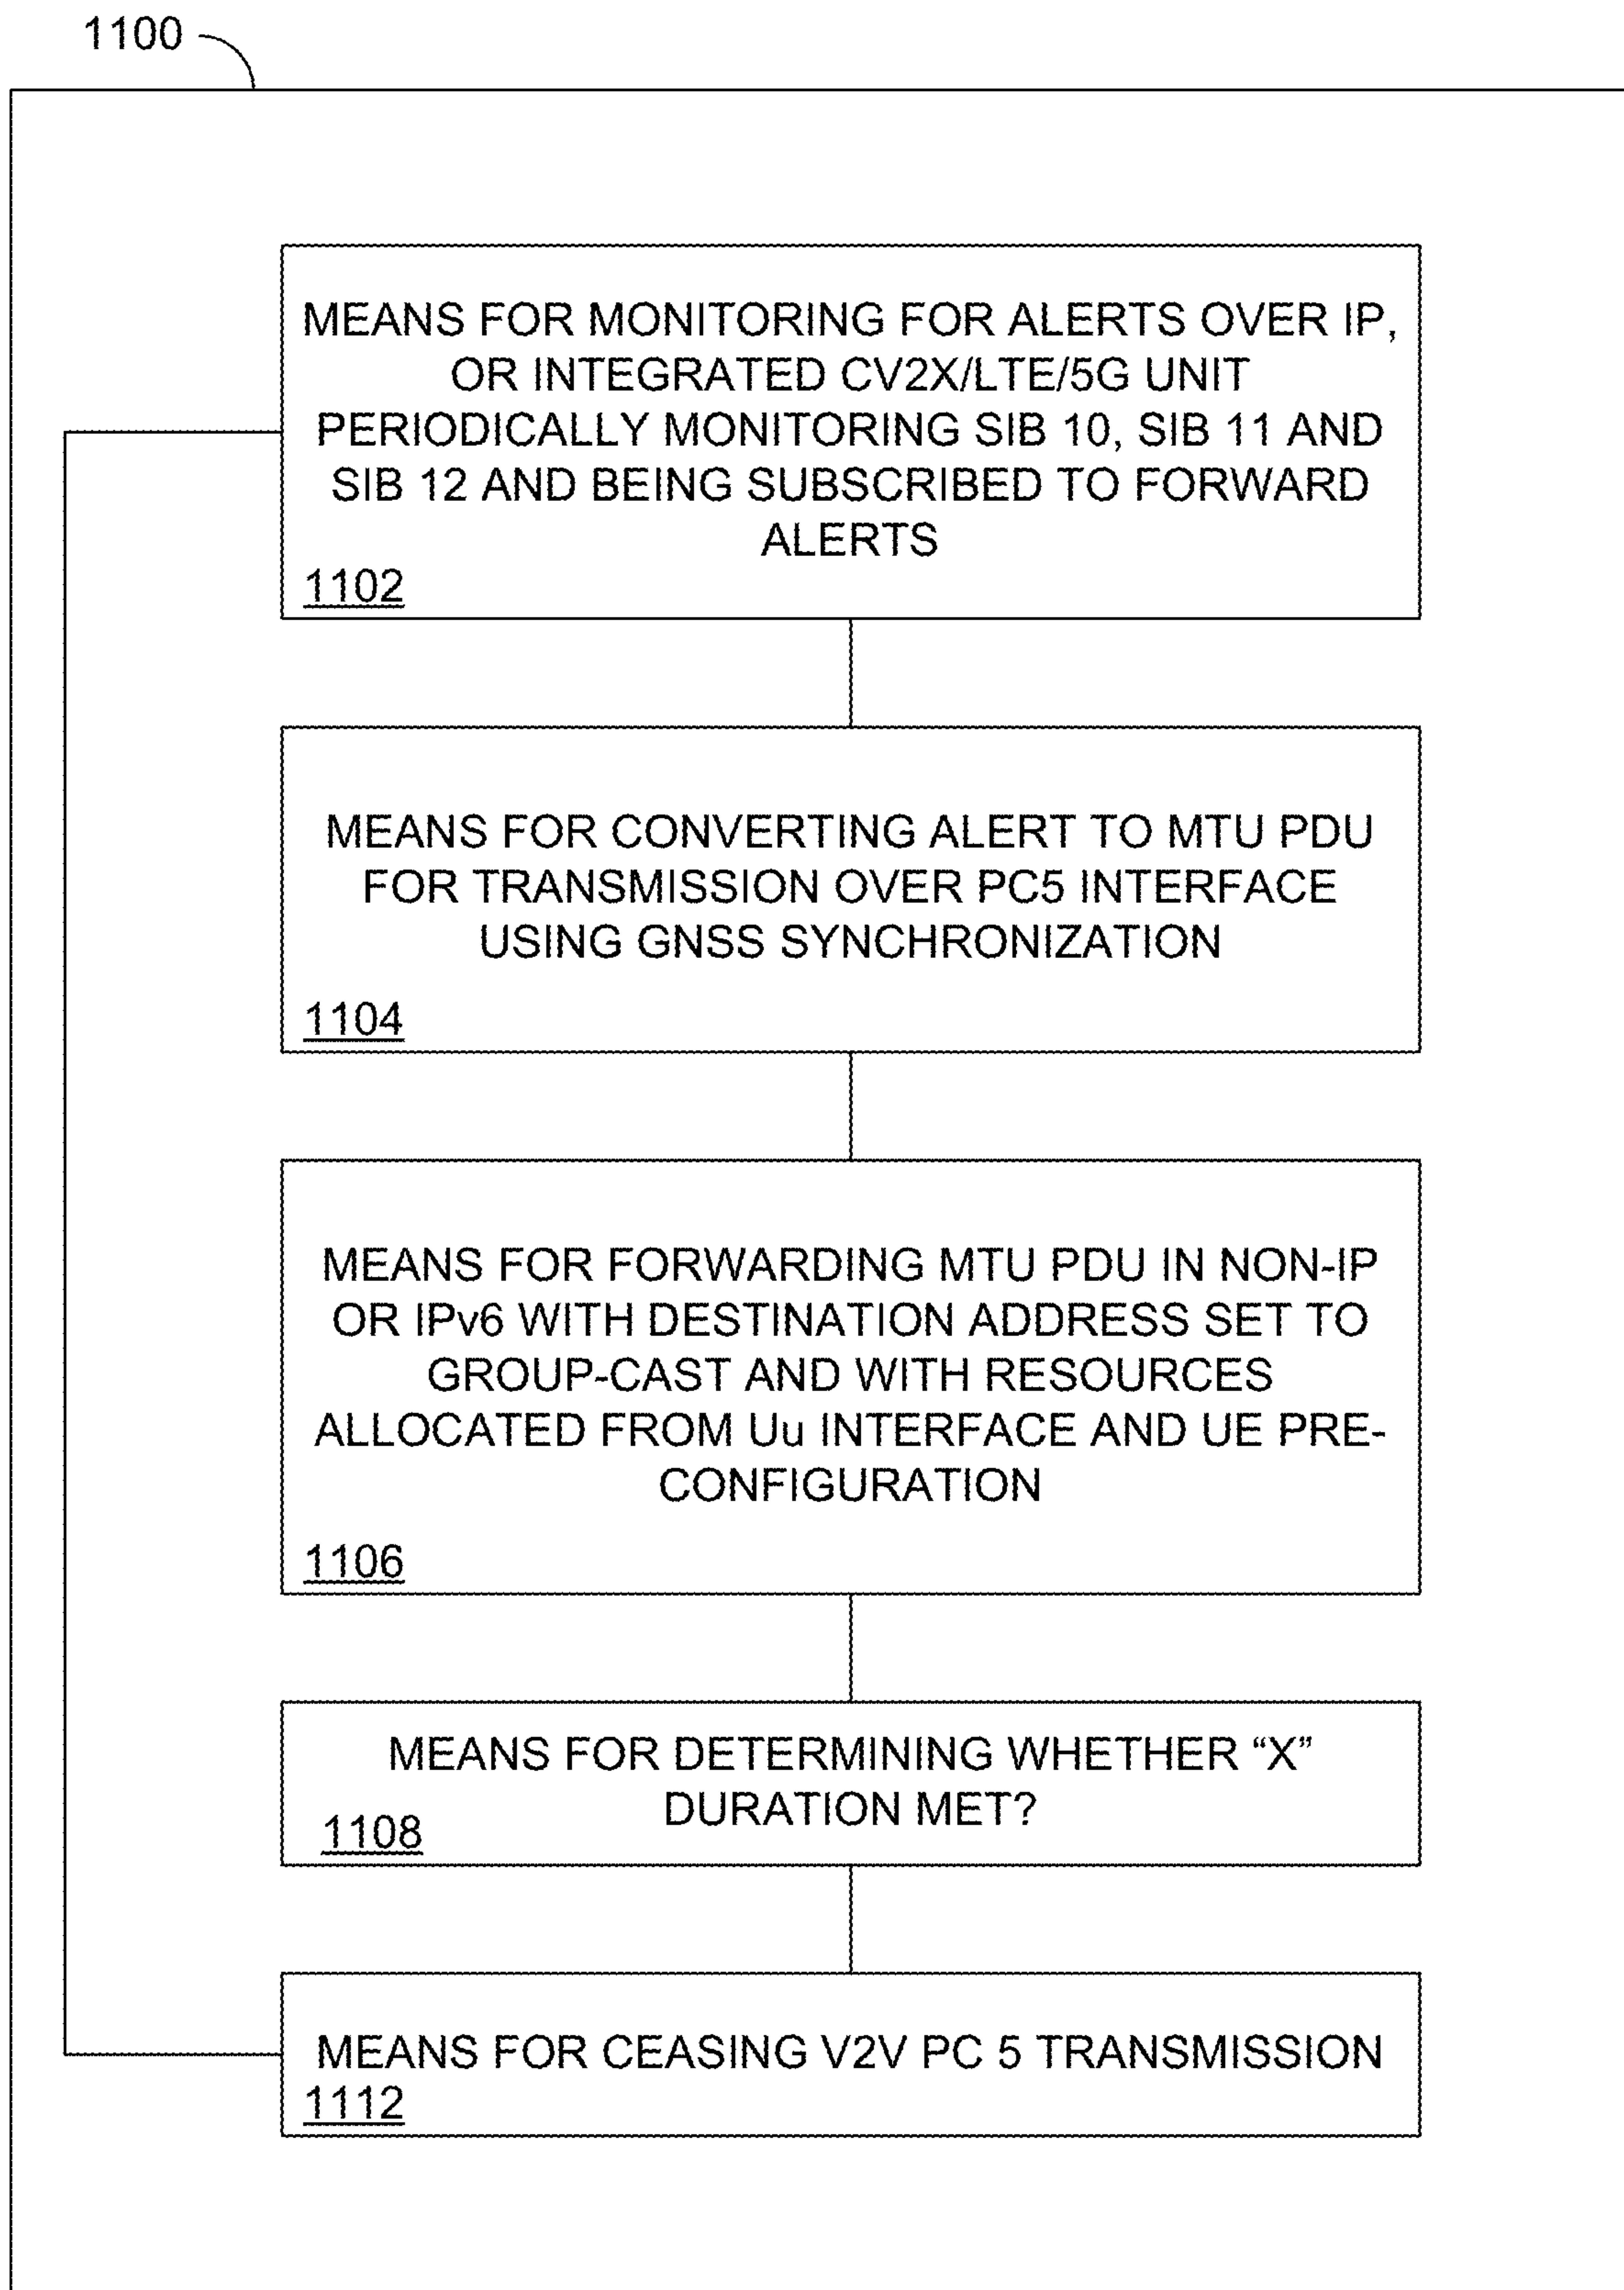 1100
MEANS FOR MONITORING FOR ALERTS OVER IP,
OR INTEGRATED CV2X/LTE/5G UNIT
PERIODICALLY MONITORING SIB 10, SIB 11 AND
SIB 12 AND BEING SUBSCRIBED TO FORWARD
ALERTS
1102
MEANS FOR CONVERTING ALERT TO MTU PDU
FOR TRANSMISSION OVER PC5 INTERFACE
USING GNSS SYNCHRONIZATION
1104
MEANS FOR FORWARDING MTU PDU IN NON-IP
OR IPv6 WITH DESTINATION ADDRESS SET TO
GROUP-CAST AND WITH RESOURCES
ALLOCATED FROM Uu INTERFACE AND UE PRE-
CONFIGURATION
1106
MEANS FOR DETERMINING WHETHER “X”
DURATION MET?
1108
MEANS FOR CEASING V2V PC 5 TRANSMISSION
1112